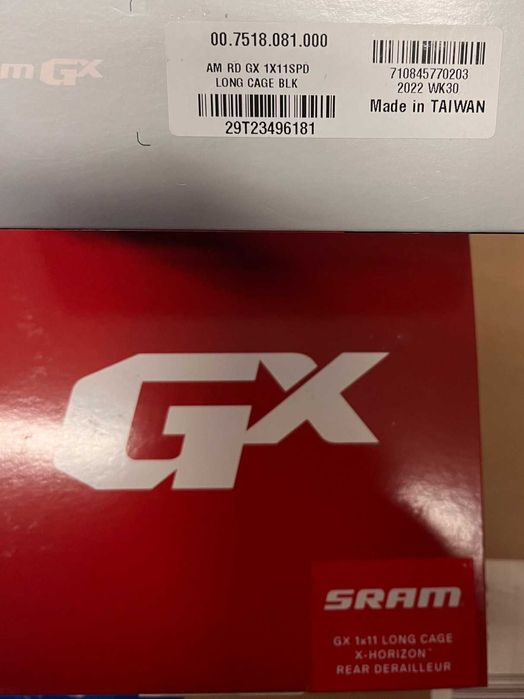 00.7518.081.000
AM RD GX 1X11SPD
LONG CAGE BLK
29T23496181
710845770203
2022 WK30
Made in TAIWAN
m GX
GX
SRAM
GX 1x11 LONG CAGE
X-HORIZON™
REAR DERAILLEUR